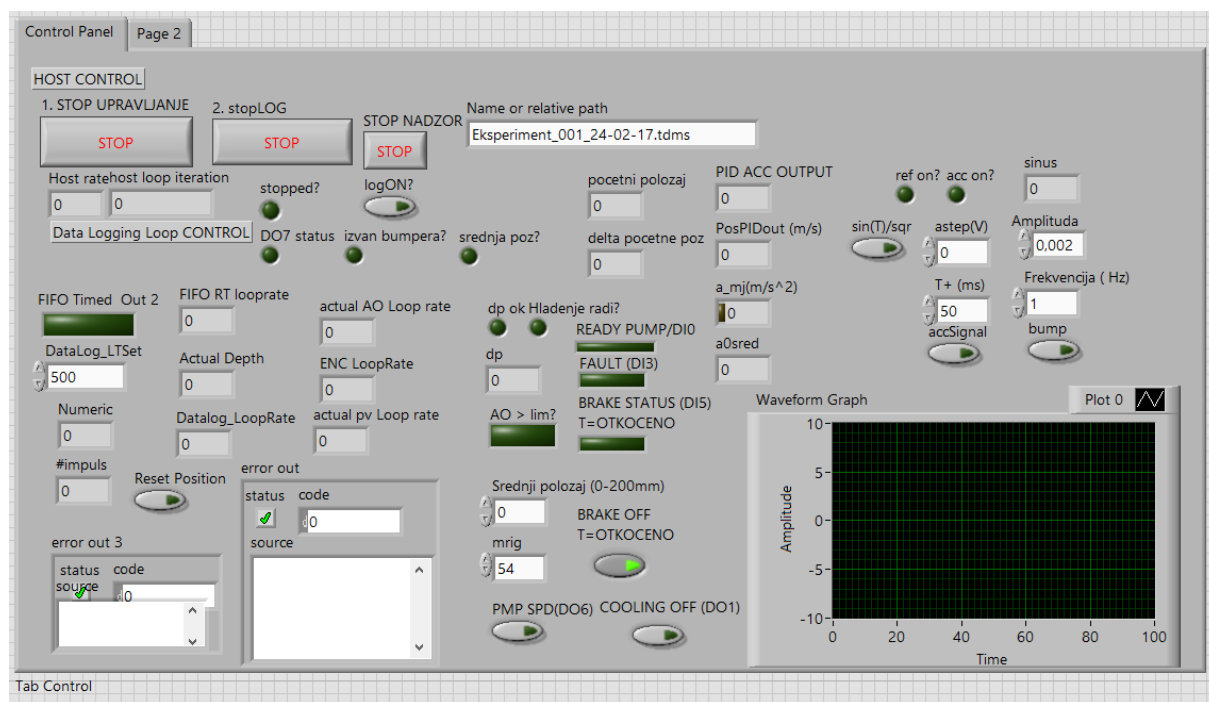 Control Panel
Page 2
HOST CONTROL
1. STOP UPRAVLJANJE
2. stopLOG
STOP NADZOR
Name or relative path
STOP
STOP
STOP
Eksperiment_001_24-02-17.tdms
Host rate
host loop iteration
0
0
stopped?
logON?
pocetni polozaj
0
PID ACC OUTPUT
0
ref on?
acc on?
sinus
0
Data Logging Loop CONTROL
DO7 status
izvan bumpera?
srednja poz?
delta pocetne poz
0
PosPIDout (m/s)
0
sin(T)/sqr
astep(V)
0
Amplituda
0,002
FIFO Timed Out 2
FIFO RT looprate
0
actual AO Loop rate
0
dp ok
Hladenje radi?
READY PUMP/DI0
a_mj(m/s^2)
0
T+ (ms)
50
Frekvencija ( Hz)
1
DataLog_LTSet
500
Actual Depth
0
ENC LoopRate
0
dp
0
FAULT (DI3)
a0sred
0
accSignal
bump
Numeric
0
Datalog_LoopRate
0
actual pv Loop rate
0
AO > lim?
BRAKE STATUS (DI5)
T=OTKOCENO
Waveform Graph
Plot 0
#impuls
0
Reset Position
error out
status
code
0
source
Srednji polozaj (0-200mm)
0
BRAKE OFF
T=OTKOCENO
mrig
54
error out 3
status
code
source
0
PMP SPD(DO6)
COOLING OFF (DO1)
Amplitude
10
5
0
-5
-10
0
20
40
60
80
100
Time
Tab Control